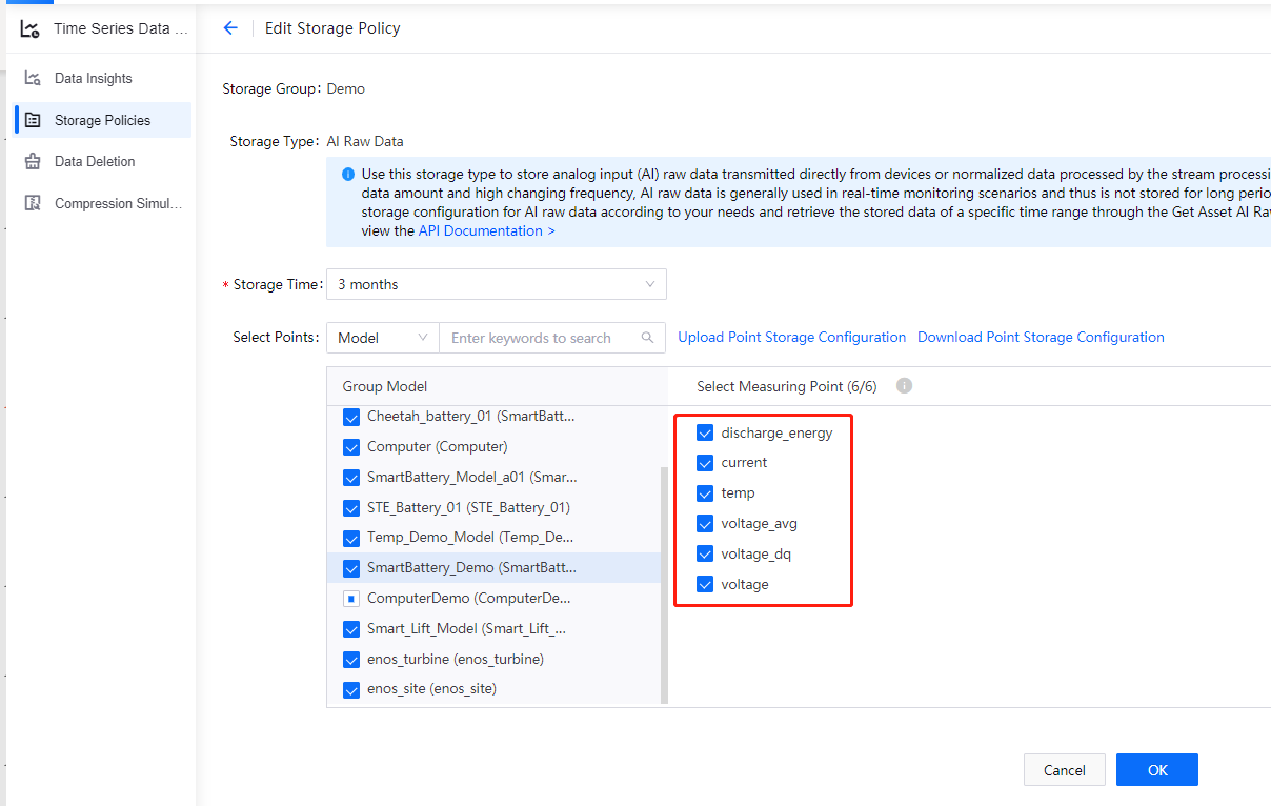 Time Series Data ...
Edit Storage Policy
Data Insights
Storage Policies
Data Deletion
Compression Simul...
Storage Group: Demo
Storage Type: AI Raw Data
Use this storage type to store analog input (AI) raw data transmitted directly from devices or normalized data processed by the stream processi
data amount and high changing frequency, AI raw data is generally used in real-time monitoring scenarios and thus is not stored for long perio
storage configuration for AI raw data according to your needs and retrieve the stored data of a specific time range through the Get Asset AI Ra
view the API Documentation >
* Storage Time: 3 months
Select Points: Model Enter keywords to search Upload Point Storage Configuration Download Point Storage Configuration
Group Model
Select Measuring Point (6/6)
Cheetah_battery_01 (SmartBatt...
Computer (Computer)
SmartBattery_Model_a01 (Smar...
STE_Battery_01 (STE_Battery_01)
Temp_Demo_Model (Temp_De...
SmartBattery_Demo (SmartBatt...
ComputerDemo (ComputerDe...
Smart_Lift_Model (Smart_Lift_...
enos_turbine (enos_turbine)
enos_site (enos_site)
discharge_energy
current
temp
voltage_avg
voltage_dq
voltage
Cancel
OK